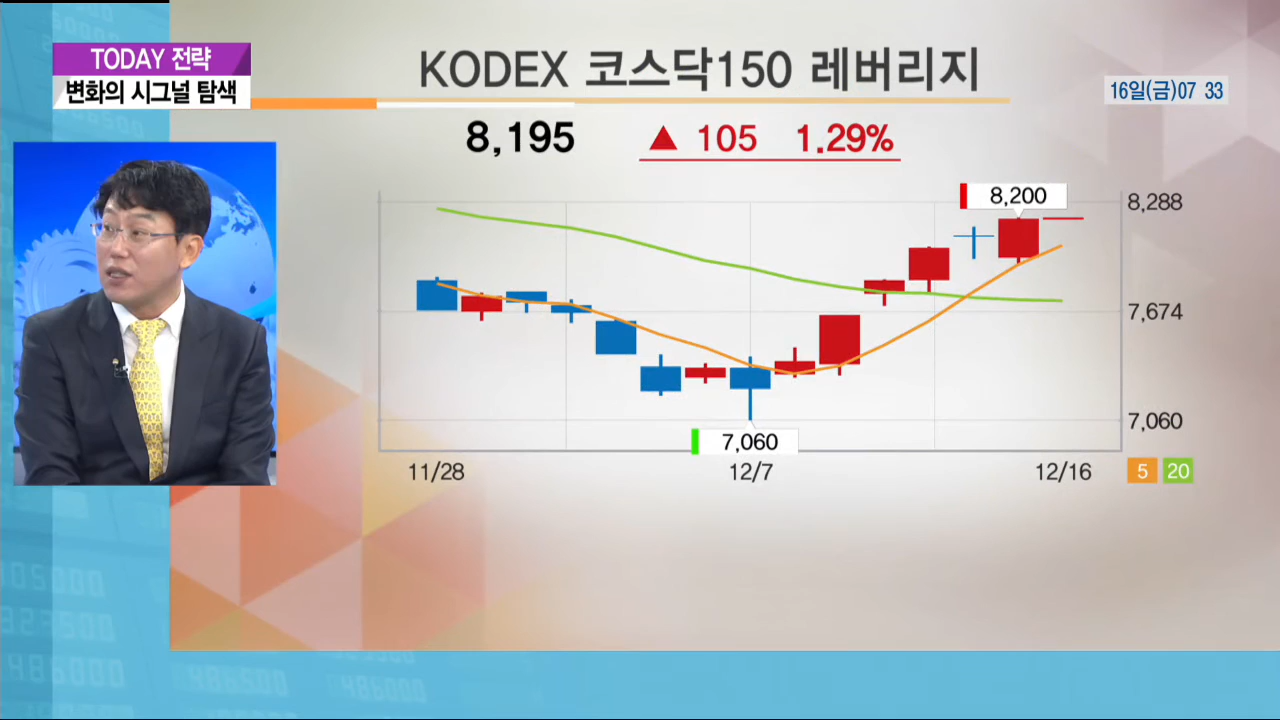 TODAY 전략
변화의 시그널 탐색
KODEX 코스닥150 레버리지
16일(금)07 33
8,195 ▲ 105 1.29%
8,200
8,288
7,674
7,060
7,060
11/28 12/7 12/16
5 20